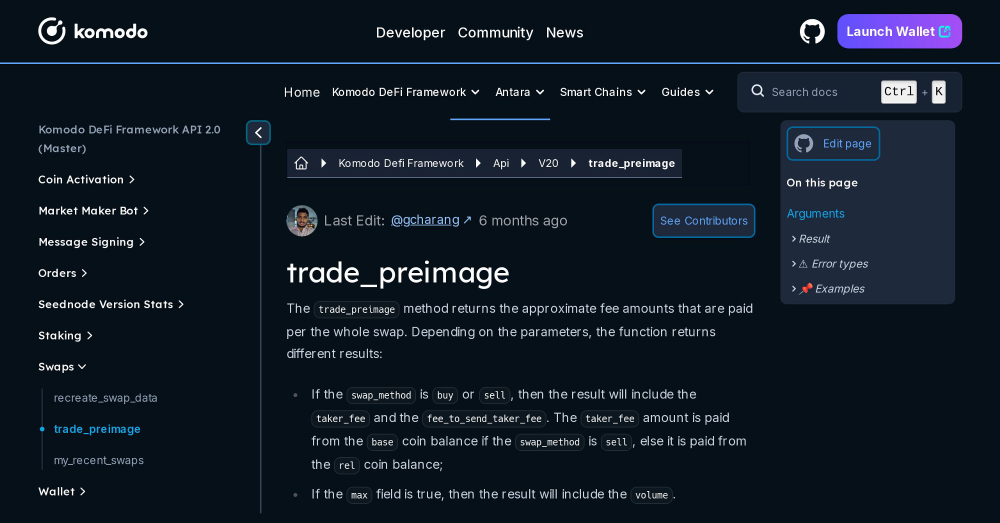 komodo
Developer Community News
Launch Wallet
Home Komodo DeFi Framework Antara Smart Chains Guides
Search docs Ctrl + K
Komodo DeFi Framework API 2.0
(Master)
Coin Activation
Market Maker Bot
Message Signing
Orders
Seednode Version Stats
Staking
Swaps
recreate_swap_data
trade_preimage
my_recent_swaps
Wallet
Komodo Defi Framework Api V20 trade_preimage
Last Edit: @gcharang ↗ 6 months ago
See Contributors
trade_preimage
The trade_preimage method returns the approximate fee amounts that are paid
per the whole swap. Depending on the parameters, the function returns
different results:
If the swap_method is buy or sell, then the result will include the
taker_fee and the fee_to_send_taker_fee. The taker_fee amount is paid
from the base coin balance if the swap_method is sell, else it is paid from
the rel coin balance;
If the max field is true, then the result will include the volume.
Edit page
On this page
Arguments
Result
⚠ Error types
📌 Examples